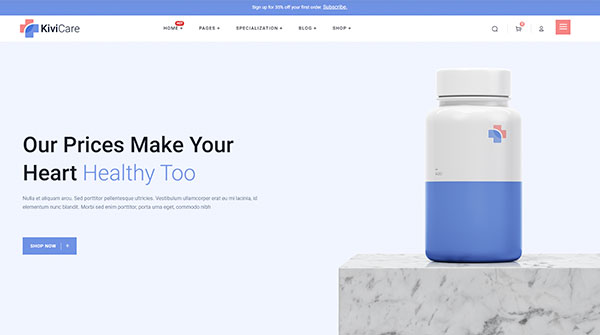 Sign up for 35% off your first order. Subscribe.
KiviCare
HOT
HOME + PAGES + SPECIALIZATION + BLOG + SHOP +
Our Prices Make Your
Heart Healthy Too
Nulla et aliquam arcu. Sed porttitor pellentesque ultricies. Vestibulum ullamcorper erat eu mi lacinia, id
elementum nunc blandit. Morbi sed enim porttitor, porta urna eget, commodo nibh
SHOP NOW +